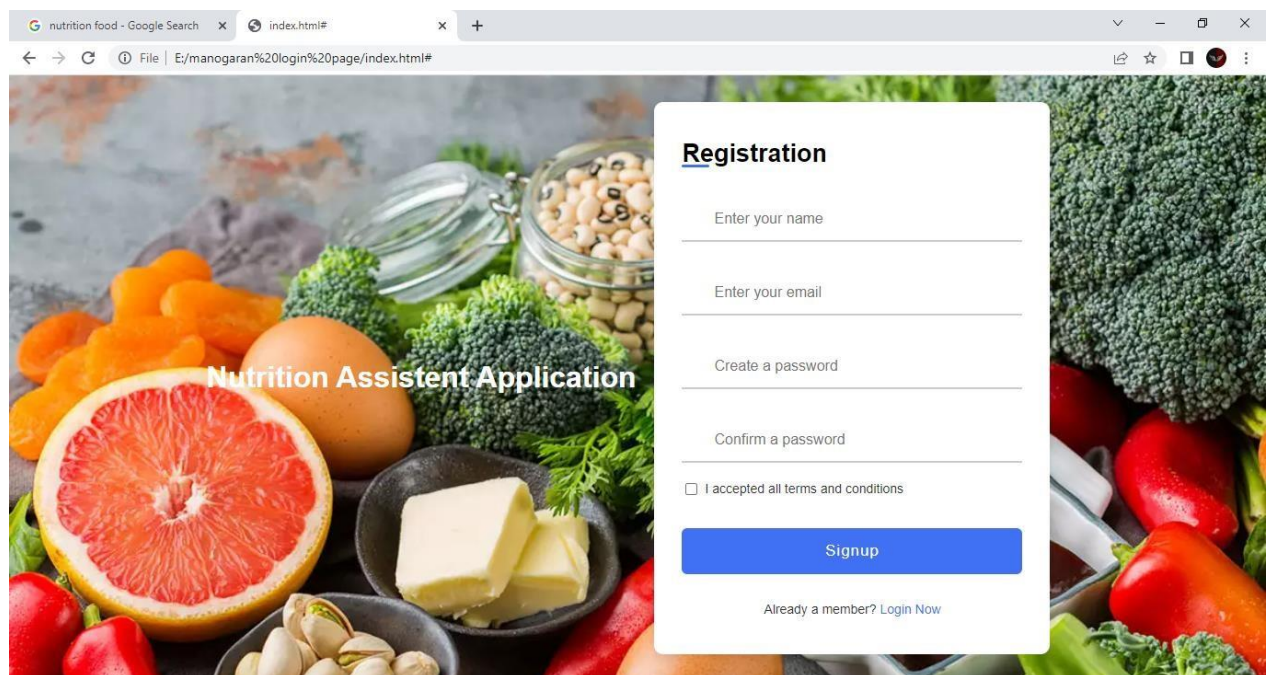 nutrition food - Google Search
index.html#
File | E:/manogaran%20login%20page/index.html#
Registration
Enter your name
Enter your email
Create a password
Nutrition Assistent Application
Confirm a password
I accepted all terms and conditions
Signup
Already a member? Login Now